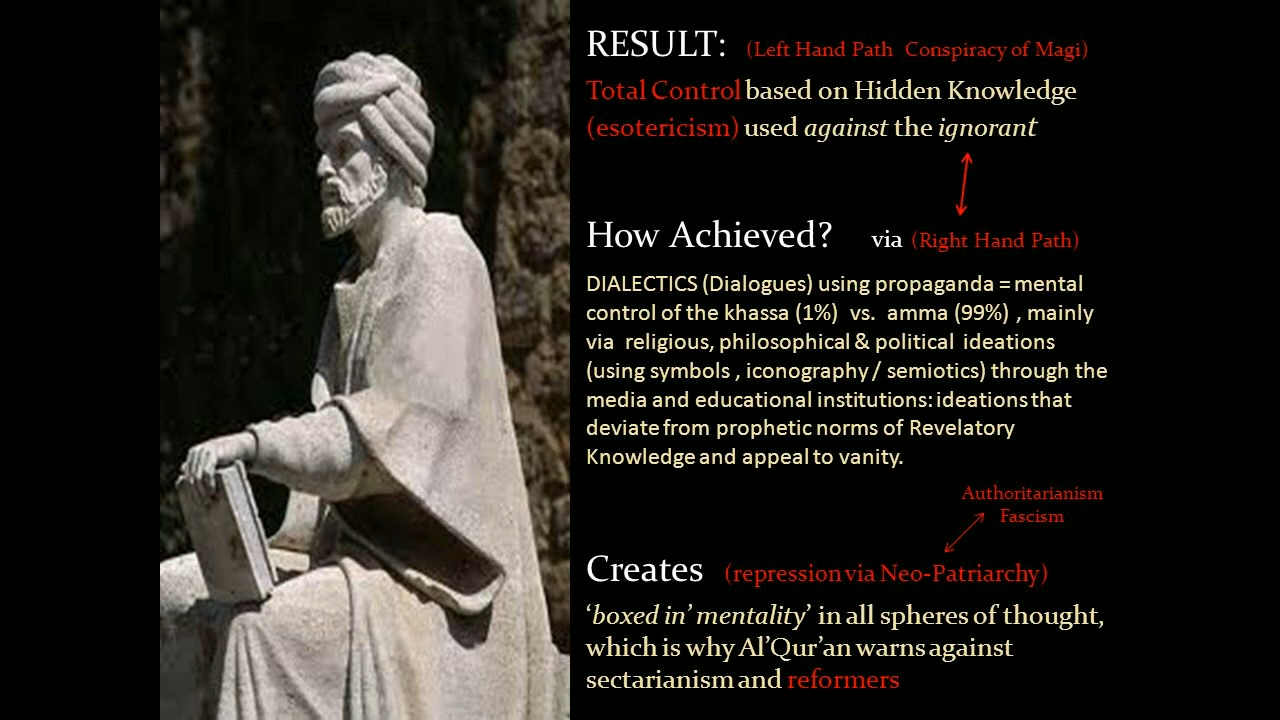 RESULT: (Left Hand Path Conspiracy of Magi)
Total Control based on Hidden Knowledge
(esotericism) used against the ignorant
How Achieved? via (Right Hand Path)
DIALECTICS (Dialogues) using propaganda = mental
control of the khassa (1%) vs. amma (99%) , mainly
via religious, philosophical & political ideations
(using symbols , iconography / semiotics) through the
media and educational institutions: ideations that
deviate from prophetic norms of Revelatory
Knowledge and appeal to vanity.
Authoritarianism
Fascism
Creates (repression via Neo-Patriarchy)
‘boxed in’ mentality’ in all spheres of thought,
which is why Al’Qur’an warns against
sectarianism and reformers